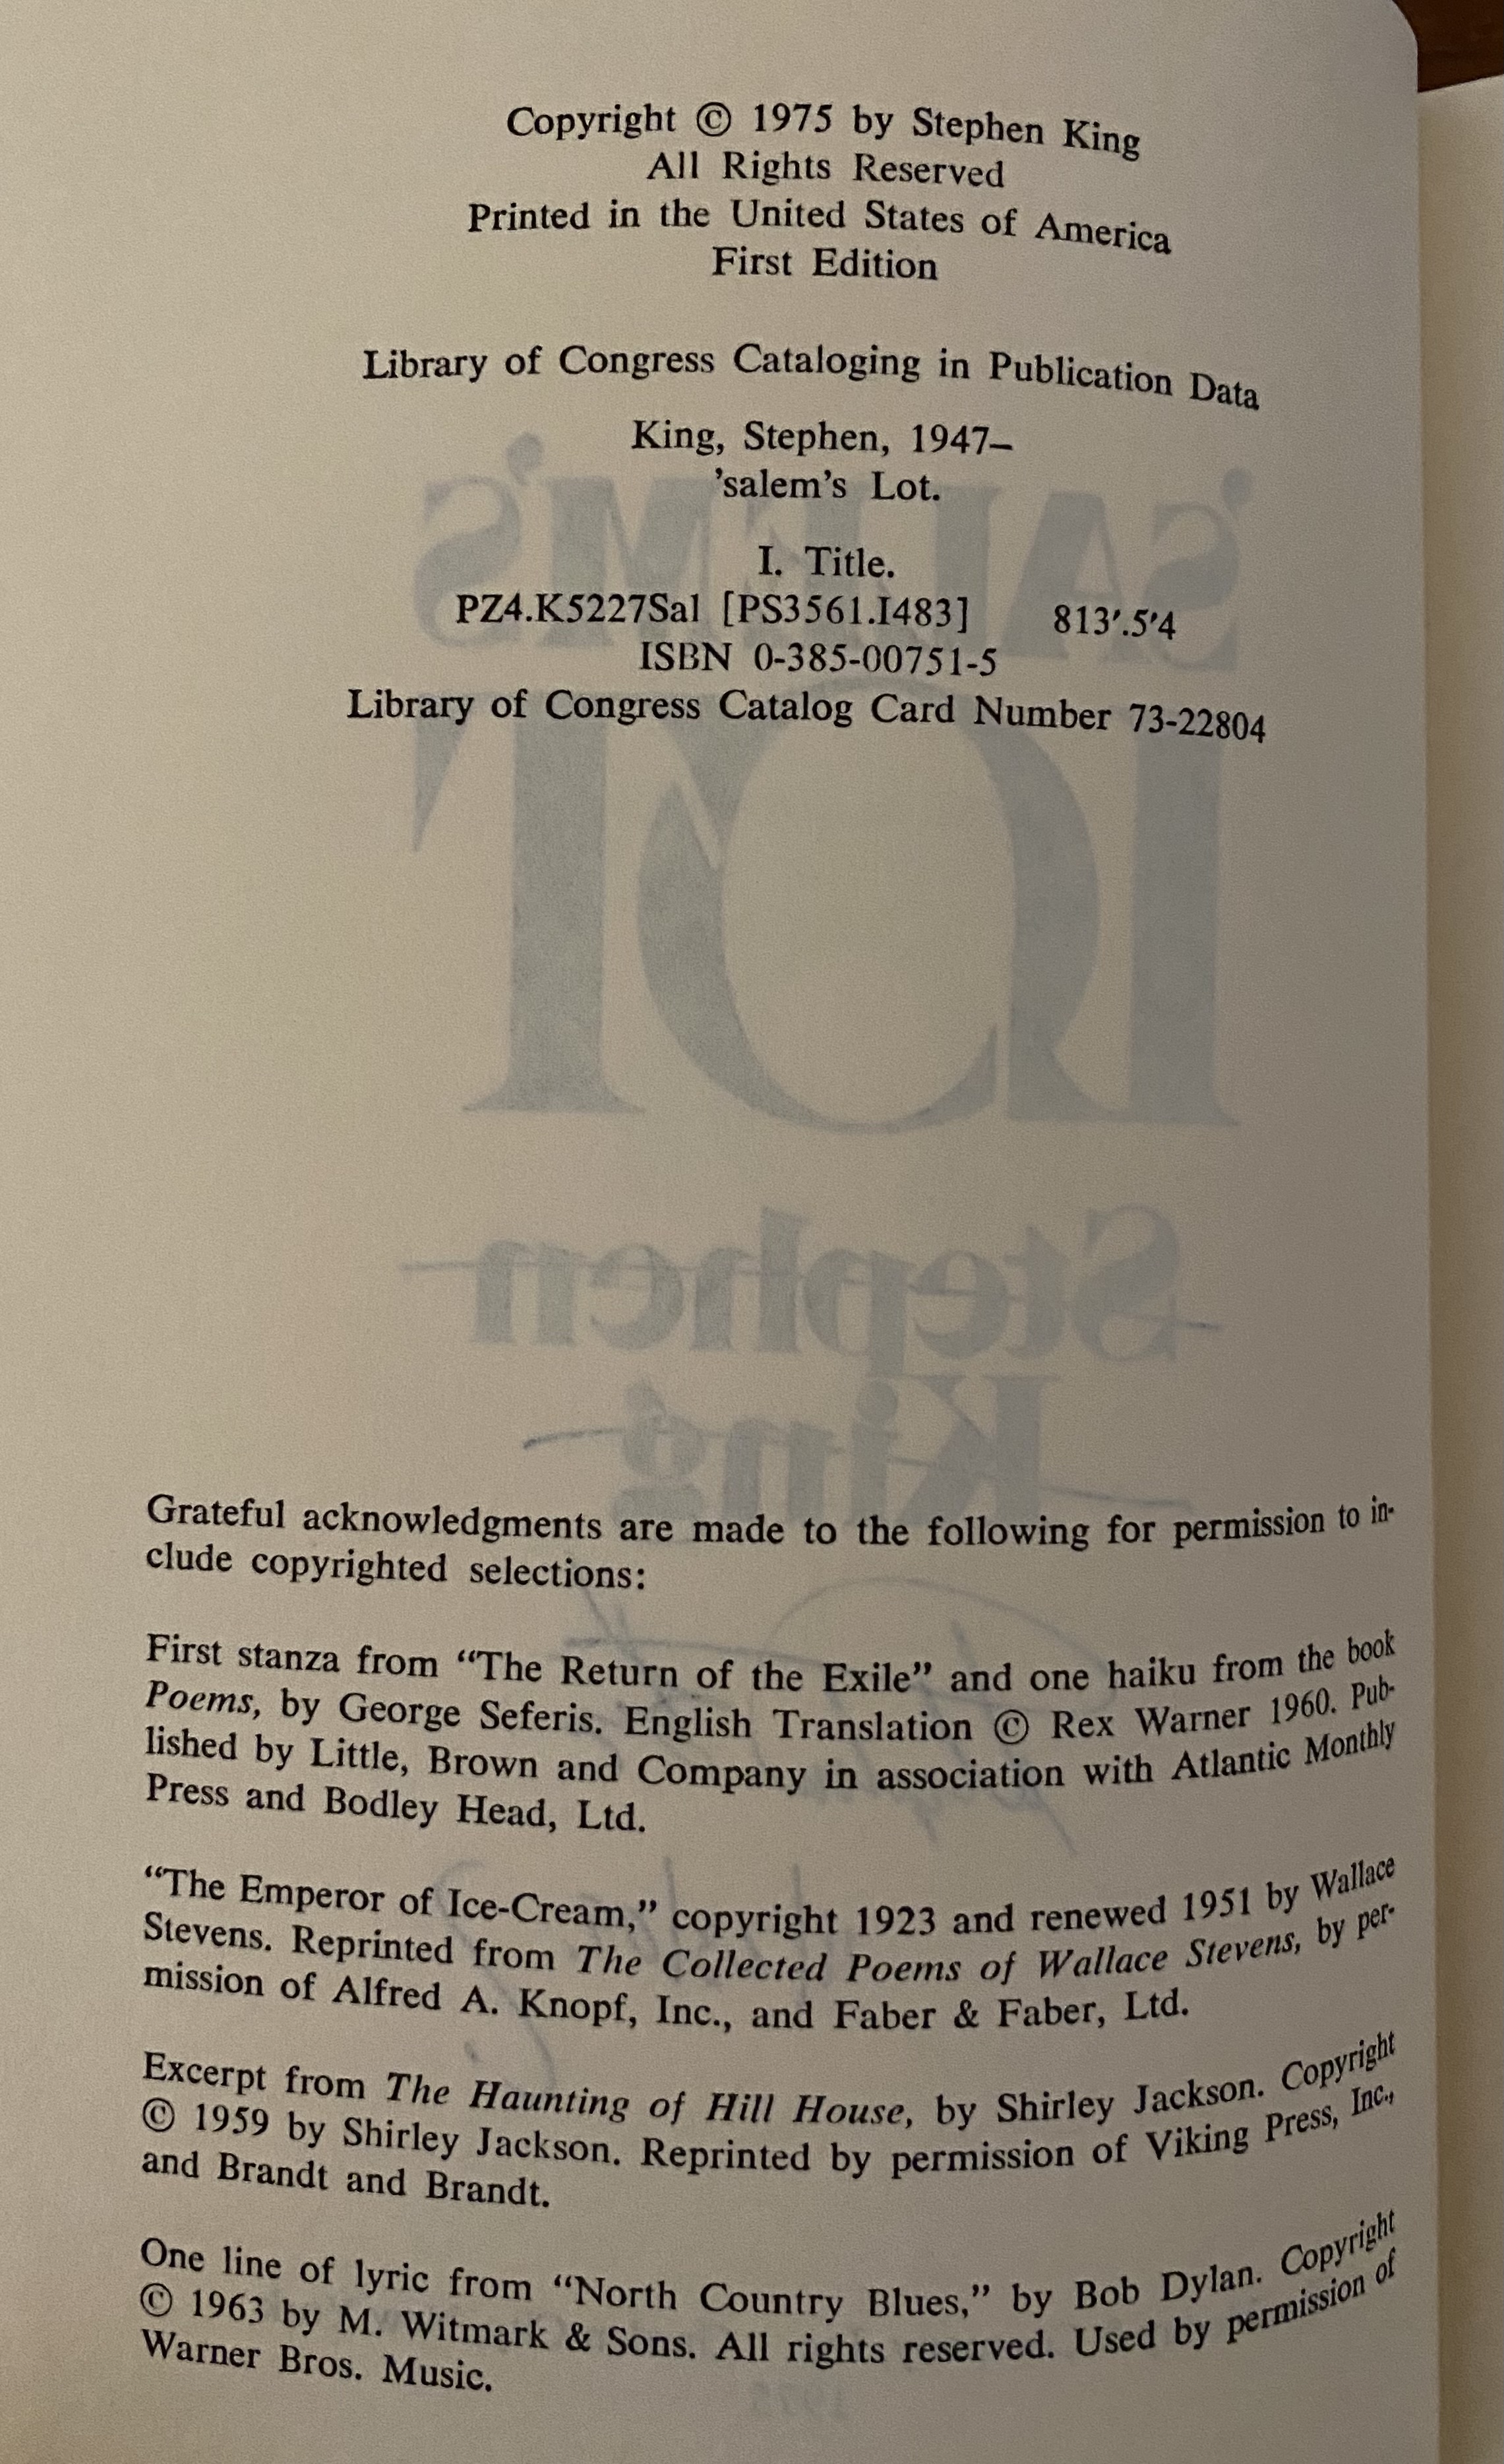 Copyright © 1975 by Stephen King
All Rights Reserved
Printed in the United States of America
First Edition
Library of Congress Cataloging in Publication Data
King, Stephen, 1947–
’salem’s Lot.
I. Title.
PZ4.K5227Sal [PS3561.I483] 813′.5′4
ISBN 0-385-00751-5
Library of Congress Catalog Card Number 73-22804
’SALEM’S
LOT
Stephen
King
Grateful acknowledgments are made to the following for permission to in-
clude copyrighted selections:
First stanza from “The Return of the Exile” and one haiku from the book
Poems, by George Seferis. English Translation © Rex Warner 1960. Pub-
lished by Little, Brown and Company in association with Atlantic Monthly
Press and Bodley Head, Ltd.
“The Emperor of Ice-Cream,” copyright 1923 and renewed 1951 by Wallace
Stevens. Reprinted from The Collected Poems of Wallace Stevens, by per-
mission of Alfred A. Knopf, Inc., and Faber & Faber, Ltd.
Excerpt from The Haunting of Hill House, by Shirley Jackson. Copyright
© 1959 by Shirley Jackson. Reprinted by permission of Viking Press, Inc.,
and Brandt and Brandt.
One line of lyric from “North Country Blues,” by Bob Dylan. Copyright
© 1963 by M. Witmark & Sons. All rights reserved. Used by permission of
Warner Bros. Music.